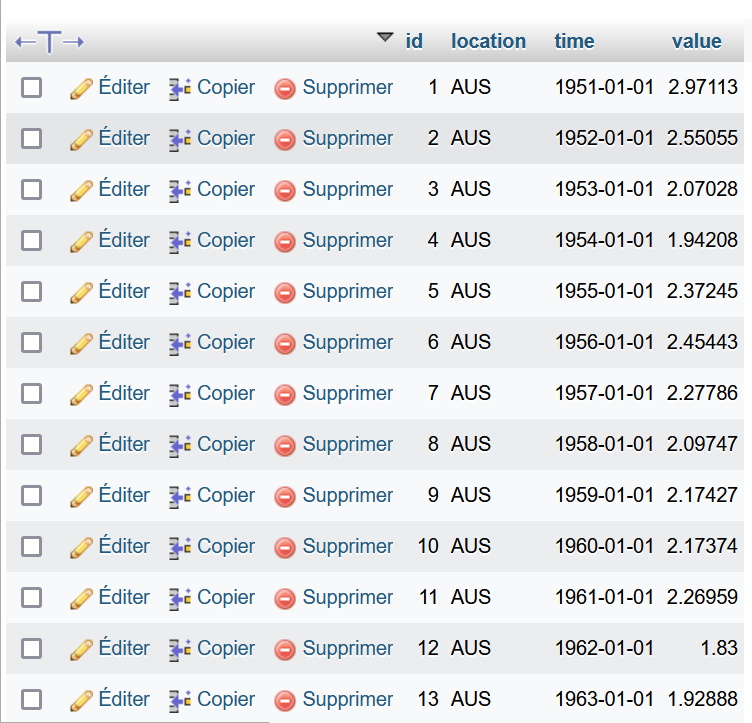 id location time value
Éditer Copier Supprimer 1 AUS 1951-01-01 2.97113
Éditer Copier Supprimer 2 AUS 1952-01-01 2.55055
Éditer Copier Supprimer 3 AUS 1953-01-01 2.07028
Éditer Copier Supprimer 4 AUS 1954-01-01 1.94208
Éditer Copier Supprimer 5 AUS 1955-01-01 2.37245
Éditer Copier Supprimer 6 AUS 1956-01-01 2.45443
Éditer Copier Supprimer 7 AUS 1957-01-01 2.27786
Éditer Copier Supprimer 8 AUS 1958-01-01 2.09747
Éditer Copier Supprimer 9 AUS 1959-01-01 2.17427
Éditer Copier Supprimer 10 AUS 1960-01-01 2.17374
Éditer Copier Supprimer 11 AUS 1961-01-01 2.26959
Éditer Copier Supprimer 12 AUS 1962-01-01 1.83
Éditer Copier Supprimer 13 AUS 1963-01-01 1.92888